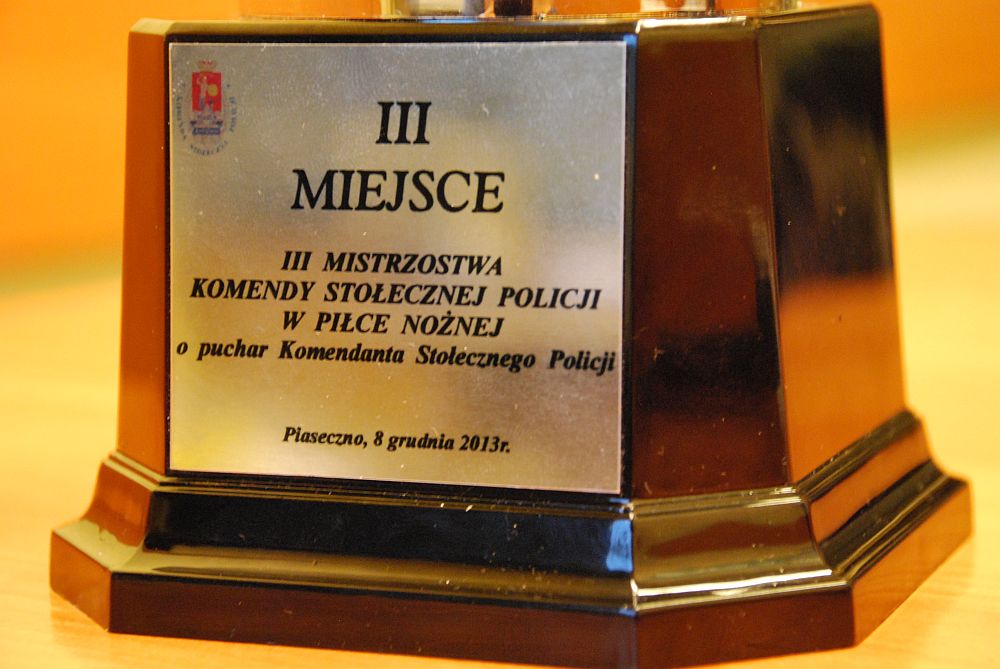 III
MIEJSCE
III MISTRZOSTWA
KOMENDY STOŁECZNEJ POLICJI
W PIŁCE NOŻNEJ
o puchar Komendanta Stołecznego Policji
Piaseczno, 8 grudnia 2013r.